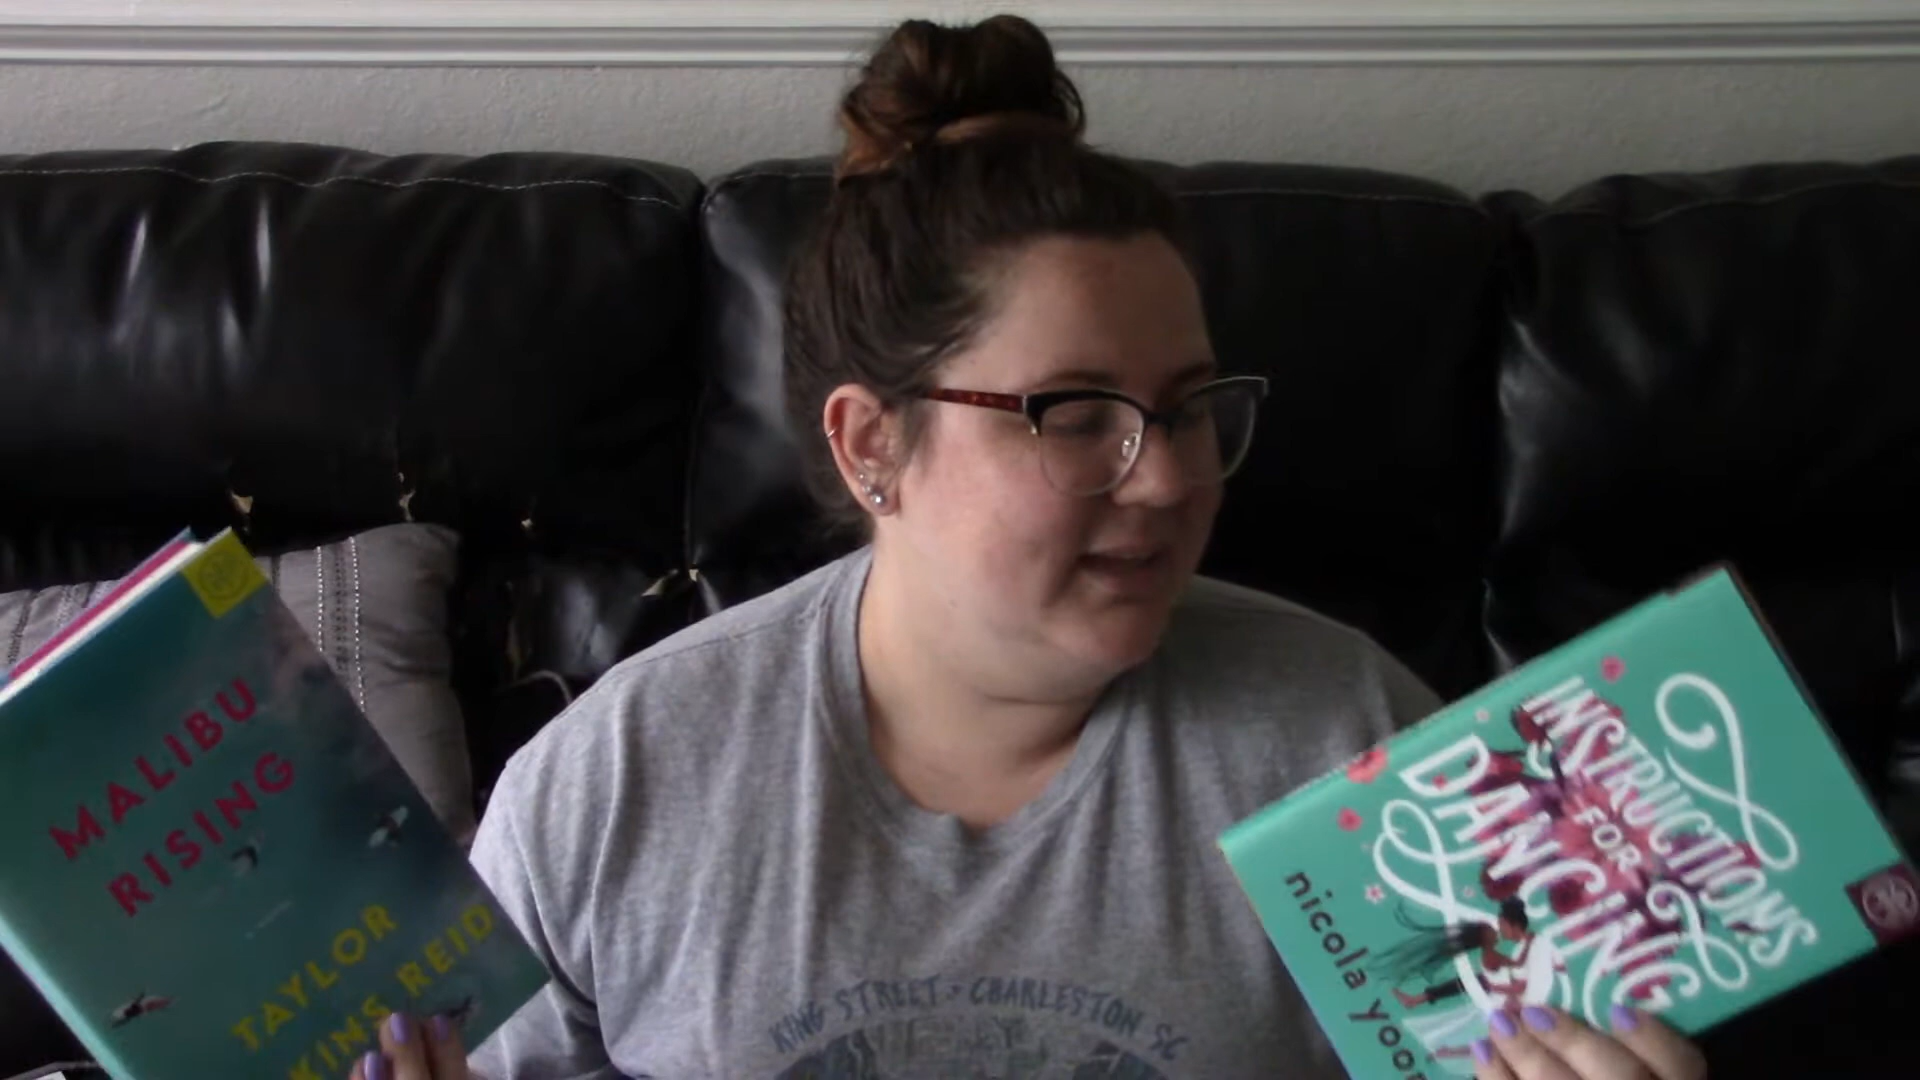 MALIBU
RISING
TAYLOR
KINS REID
KING STREET CHARLESTON SC
INSTRUCTIONS
FOR
DANCING
nicola yoon